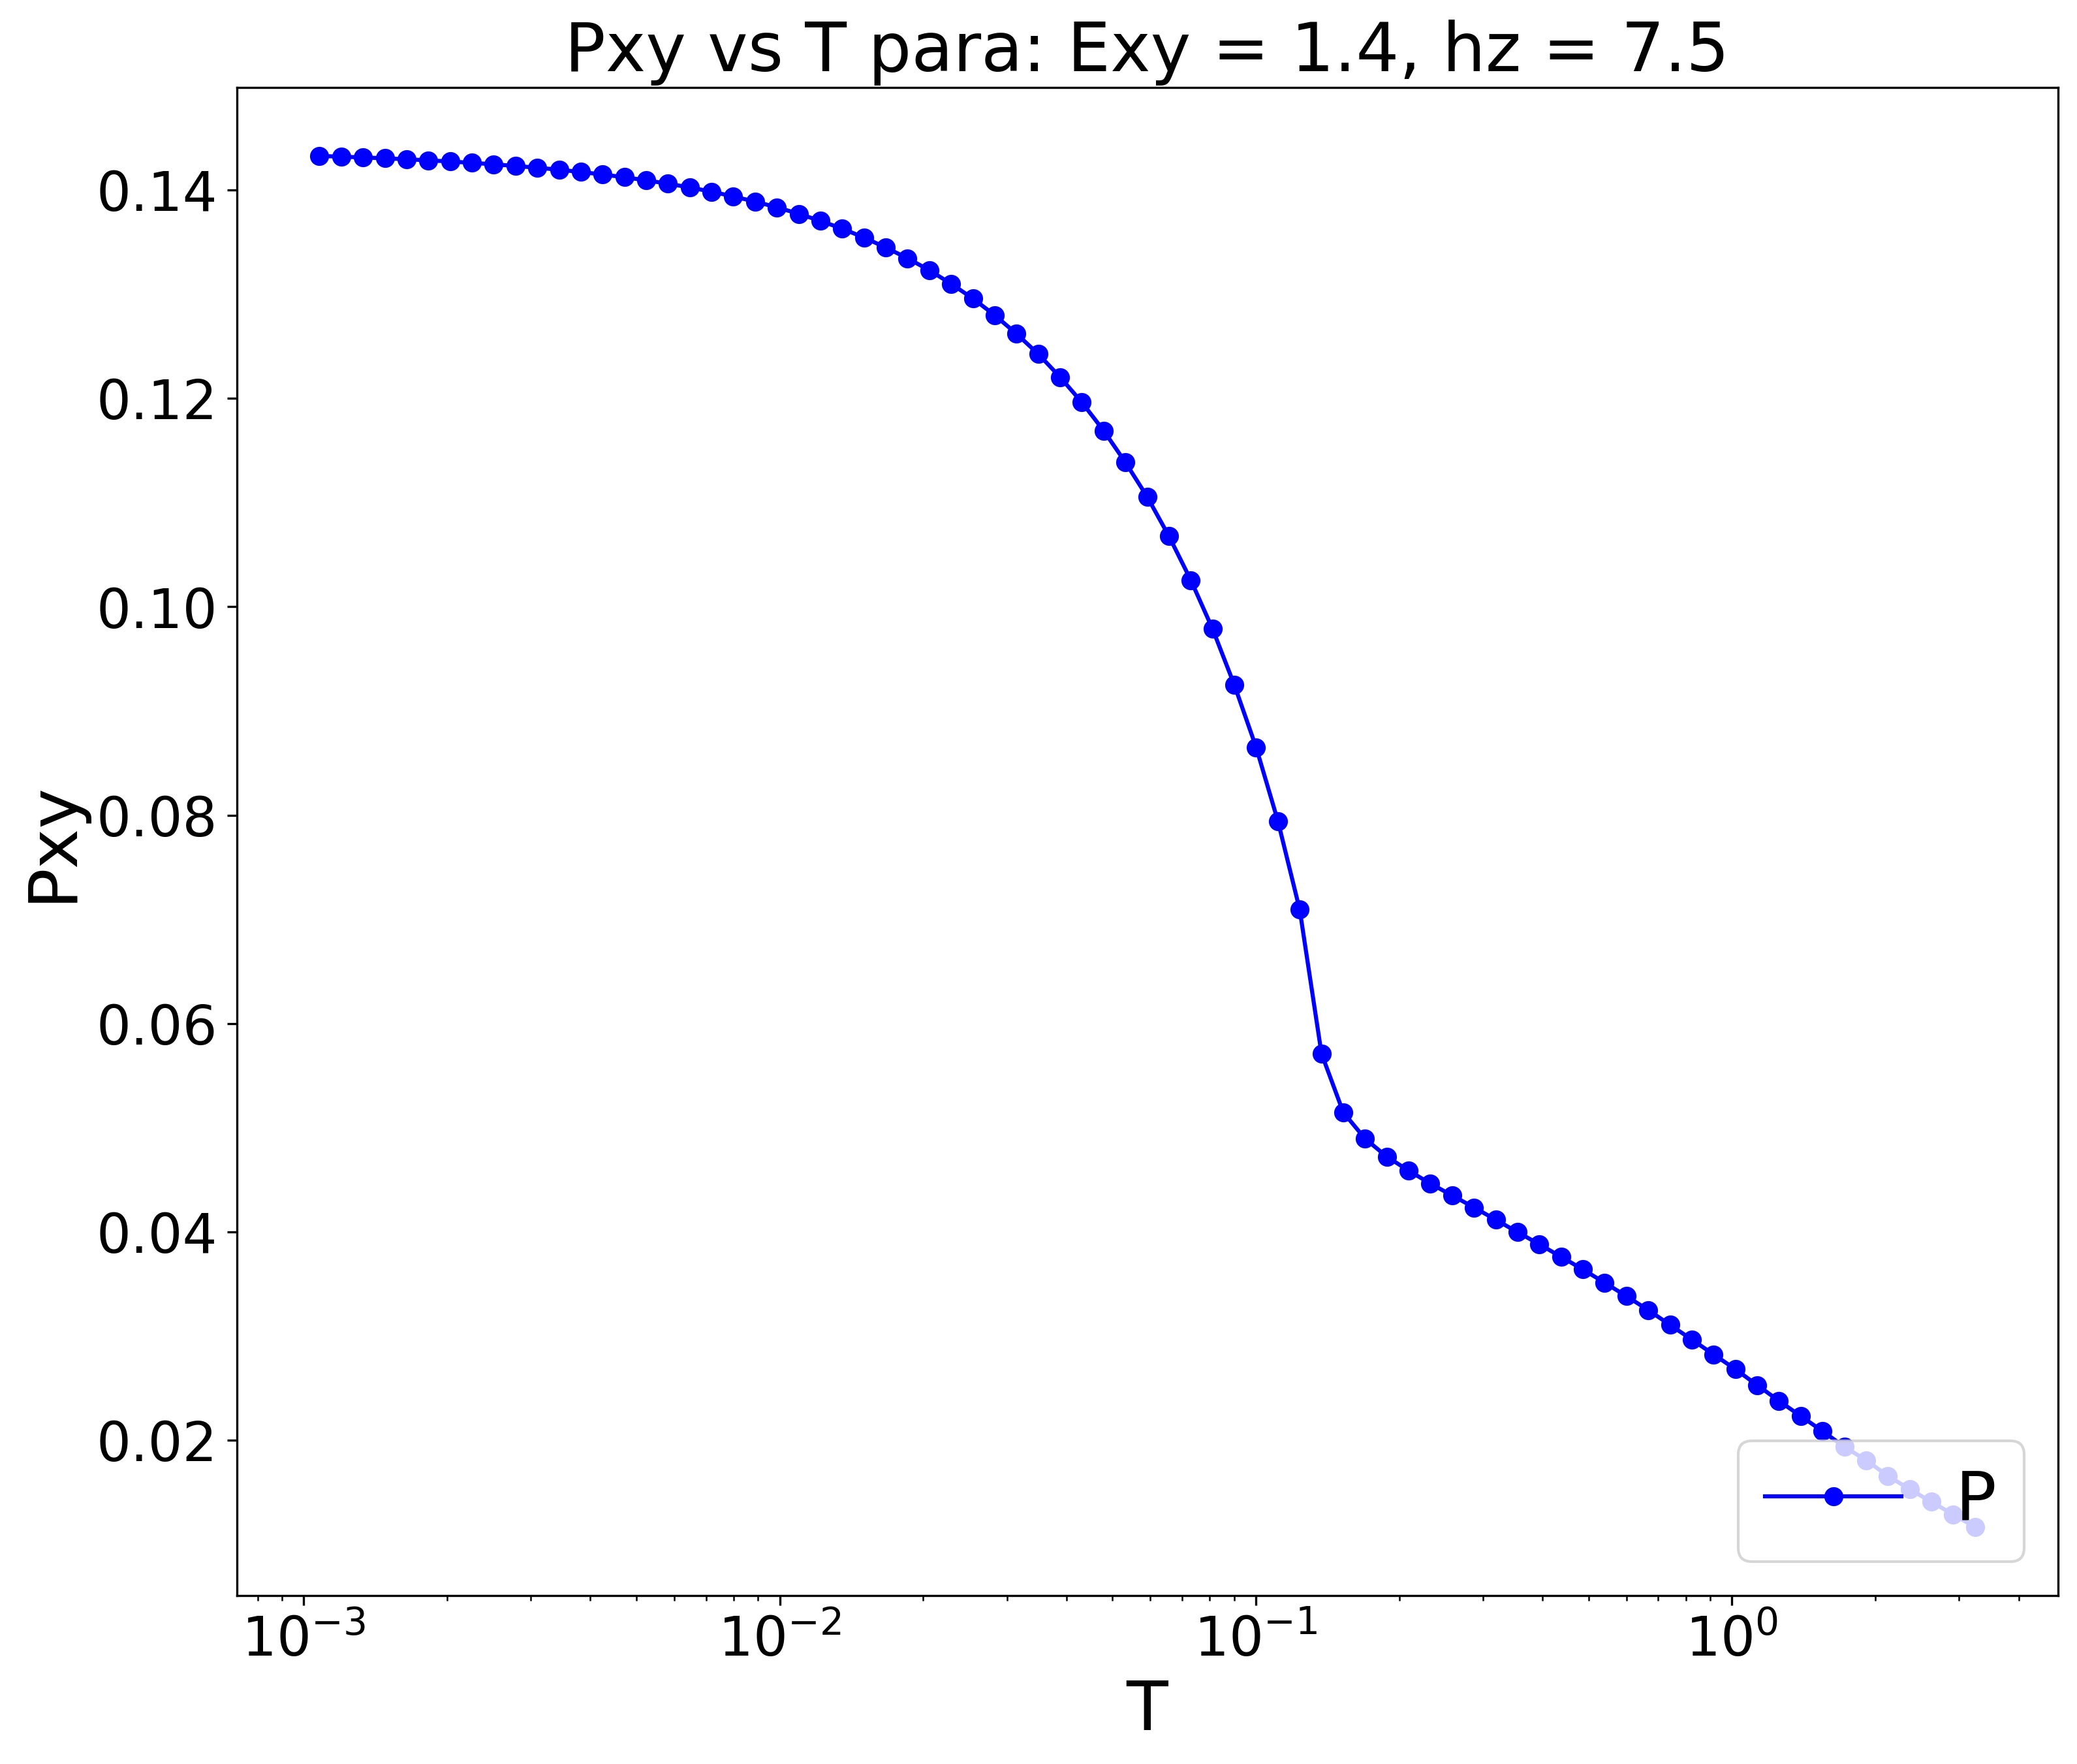 Pxy vs T para: Exy = 1.4, hz = 7.5
Pxy
0.14
0.12
0.10
0.08
0.06
0.04
0.02
P
10⁻³ 10⁻² 10⁻¹ 10⁰
T